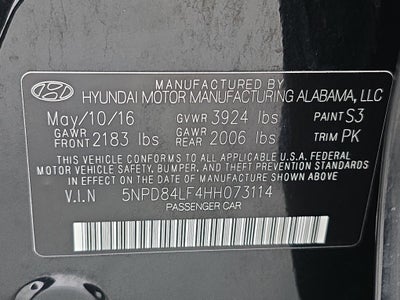 MANUFACTURED BY
HYUNDAI MOTOR MANUFACTURING ALABAMA, LLC
May/10/16 GVWR 3924 lbs PAINT S3
GAWR FRONT 2183 lbs GAWR REAR 2006 lbs TRIM PK
THIS VEHICLE CONFORMS TO ALL APPLICABLE U.S.A. FEDERAL
MOTOR VEHICLE SAFETY, BUMPER, AND THEFT PREVENTION
STANDARDS IN EFFECT ON THE DATE OF MANUFACTURE SHOWN ABOVE.
V.I.N 5NPD84LF4HH073114
PASSENGER CAR